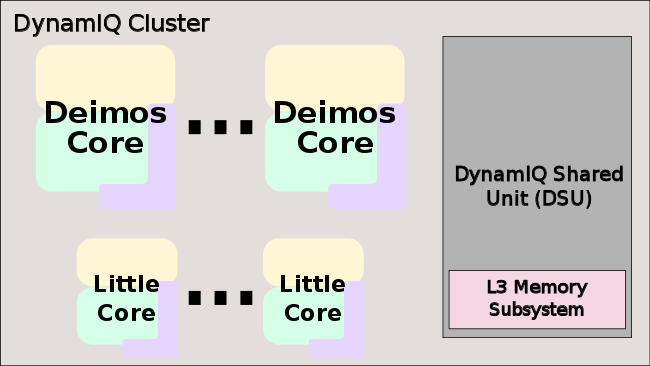 DynamIQ Cluster
Deimos
Core
...
Deimos
Core
DynamIQ Shared
Unit (DSU)
Little
Core
...
Little
Core
L3 Memory
Subsystem